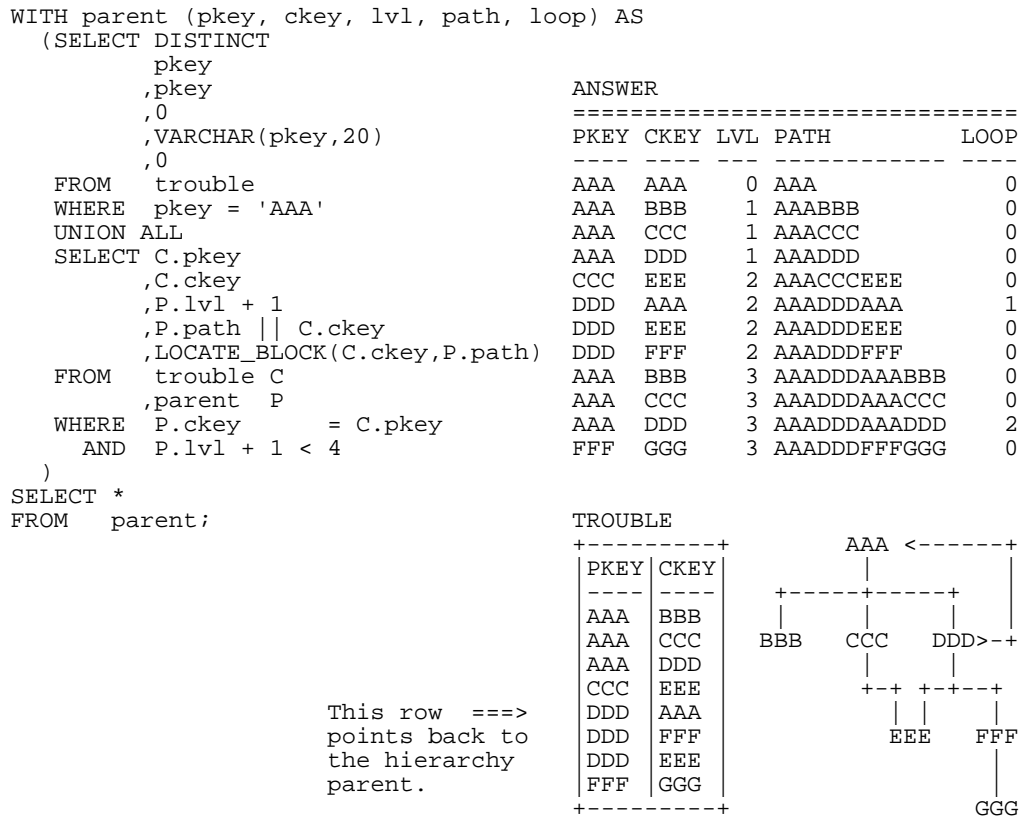 WITH parent (pkey, ckey, lvl, path, loop) AS
  (SELECT DISTINCT
          pkey
         ,pkey                       ANSWER
         ,0                          ===============================
         ,VARCHAR(pkey,20)           PKEY CKEY LVL PATH         LOOP
         ,0                          ---- ---- --- ------------ ----
   FROM   trouble                    AAA  AAA    0 AAA             0
   WHERE  pkey = 'AAA'               AAA  BBB    1 AAABBB          0
   UNION ALL                         AAA  CCC    1 AAACCC          0
   SELECT C.pkey                     AAA  DDD    1 AAADDD          0
         ,C.ckey                     CCC  EEE    2 AAACCCEEE       0
         ,P.lvl + 1                  DDD  AAA    2 AAADDDAAA       1
         ,P.path || C.ckey           DDD  EEE    2 AAADDDEEE       0
         ,LOCATE_BLOCK(C.ckey,P.path) DDD  FFF    2 AAADDDFFF       0
   FROM   trouble C                  AAA  BBB    3 AAADDDAAABBB    0
         ,parent  P                  AAA  CCC    3 AAADDDAAACCC    0
   WHERE  P.ckey      = C.pkey       AAA  DDD    3 AAADDDAAADDD    2
     AND  P.lvl + 1 < 4              FFF  GGG    3 AAADDDFFFGGG    0
  )
SELECT *
FROM   parent;                       TROUBLE
                                     +---------+        AAA <------+
                                     |PKEY|CKEY|         |         |
                                     |----|----|   +-----+-----+   |
                                     |AAA |BBB |   |     |     |   |
                                     |AAA |CCC |  BBB   CCC   DDD>-+
                                     |AAA |DDD |         |     |
                                     |CCC |EEE |         +-+ +-+--+
                    This row  ===>   |DDD |AAA |           | |    |
                    points back to   |DDD |FFF |           EEE   FFF
                    the hierarchy    |DDD |EEE |                  |
                    parent.          |FFF |GGG |                  |
                                     +---------+                 GGG